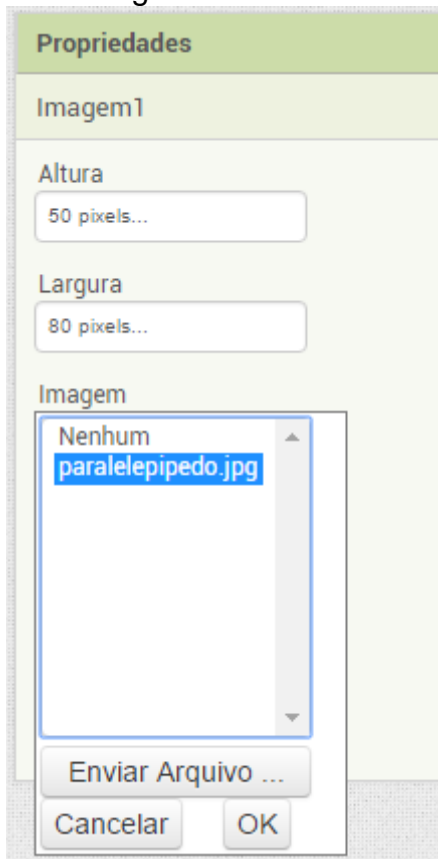 Propriedades
Imagem1
Altura
50 pixels...
Largura
80 pixels...
Imagem
Nenhum
paralelepipedo.jpg
Enviar Arquivo ...
Cancelar OK